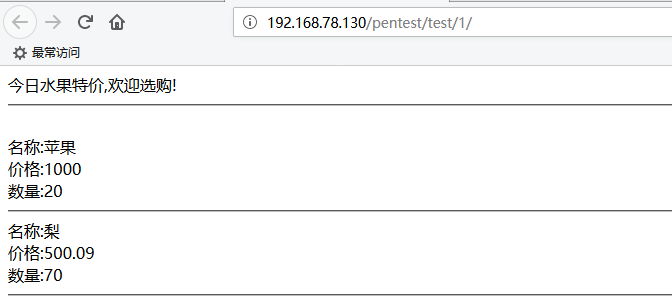 192.168.78.130/pentest/test/1/
最常访问
今日水果特价,欢迎选购!
名称:苹果
价格:1000
数量:20
名称:梨
价格:500.09
数量:70